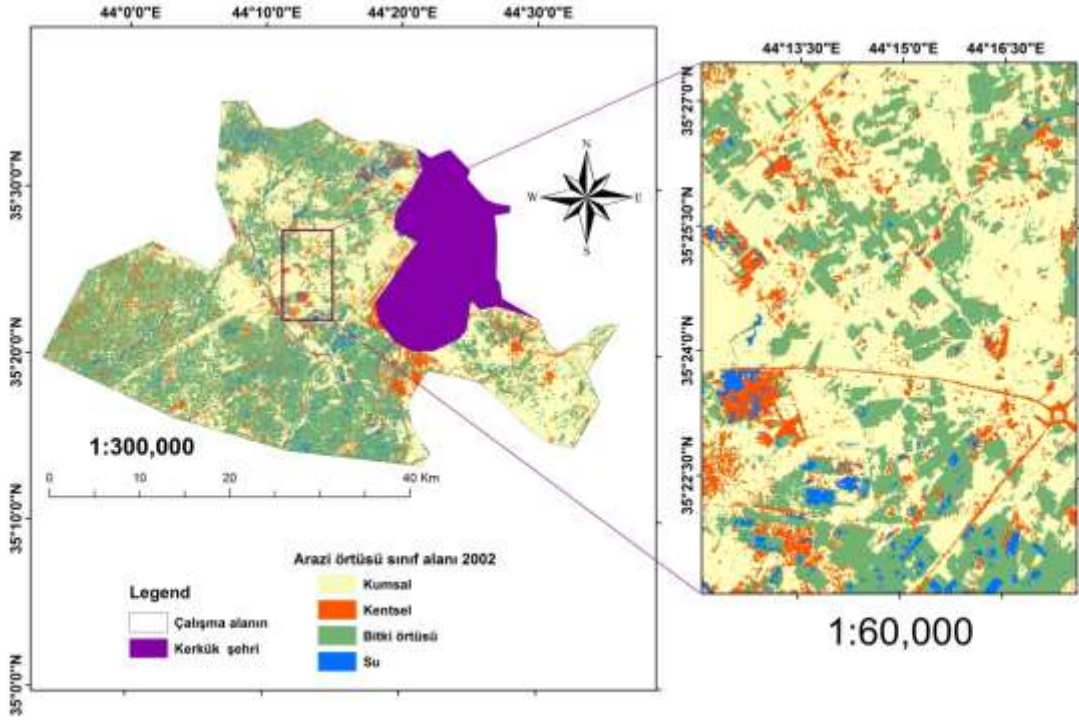 44°0'0"E 44°10'0"E 44°20'0"E 44°30'0"E
35°30'0"N
35°20'0"N
35°10'0"N
35°0'0"N
N
W E
S
1:300,000
0 10 20 30 40 Km
Legend
Çalışma alanın
Kerkük şehri
Arazi örtüsü sınıf alanı 2002
Kumsal
Kentsel
Bitki örtüsü
Su
44°13'30"E 44°15'0"E 44°16'30"E
35°27'0"N
35°25'30"N
35°24'0"N
35°22'30"N
1:60,000